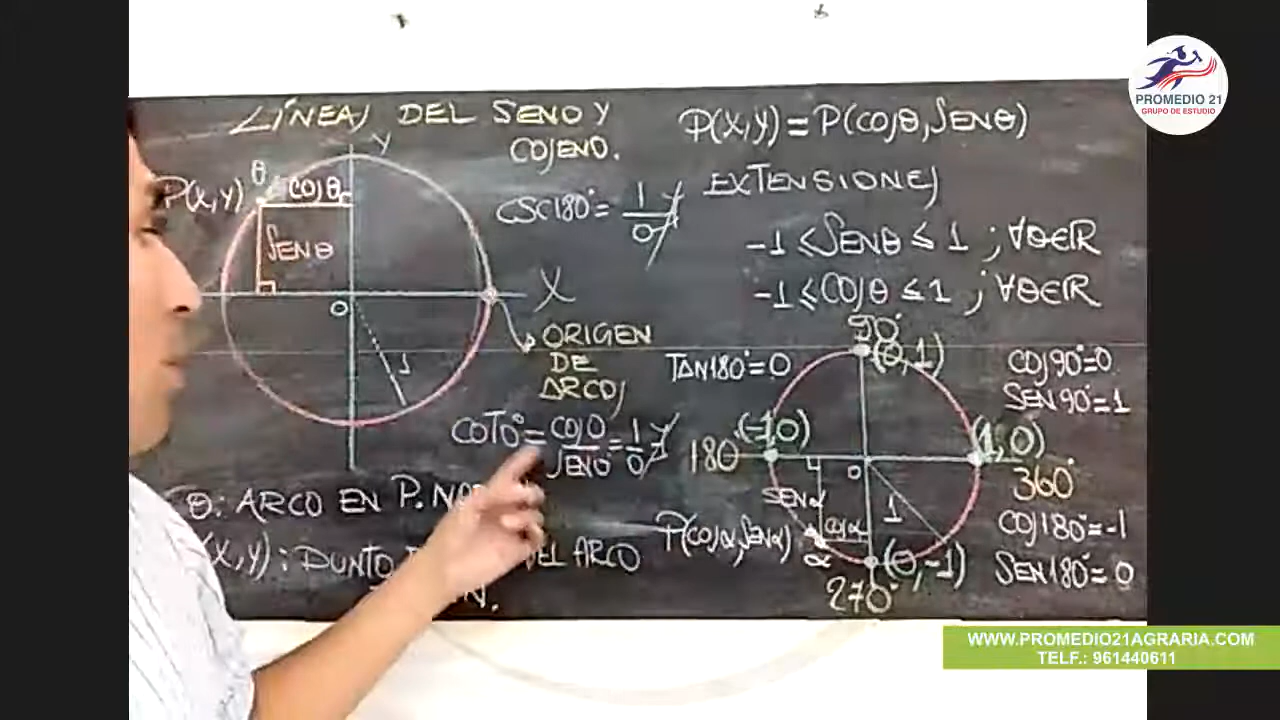 LÍNEAS DEL SENO Y
COSENO.
P(X,Y) = P(COSθ, SENθ)
PROMEDIO 21
GRUPO DE ESTUDIO
Y
P(X,Y) θ COSθ
SENθ
O
X
1
CSC180° = 1/0
EXTENSIONES
-1 ≤ SENθ ≤ 1 ; ∀θ∈R
-1 ≤ COSθ ≤ 1 ; ∀θ∈R
ORIGEN
DE
ARCOS
COT0° = COS0/SEN0 = 1/0
TAN180° = 0
90°
(0,1)
COS90° = 0
SEN90° = 1
180
(-1,0)
O
(1,0)
360°
SENα
COSα
1
P(COSα, SENα)
α
(0,-1)
270°
COS180° = -1
SEN180° = 0
θ: ARCO EN P.
(X,Y): PUNTO DEL ARCO
WWW.PROMEDIO21AGRARIA.COM
TELF.: 961440611